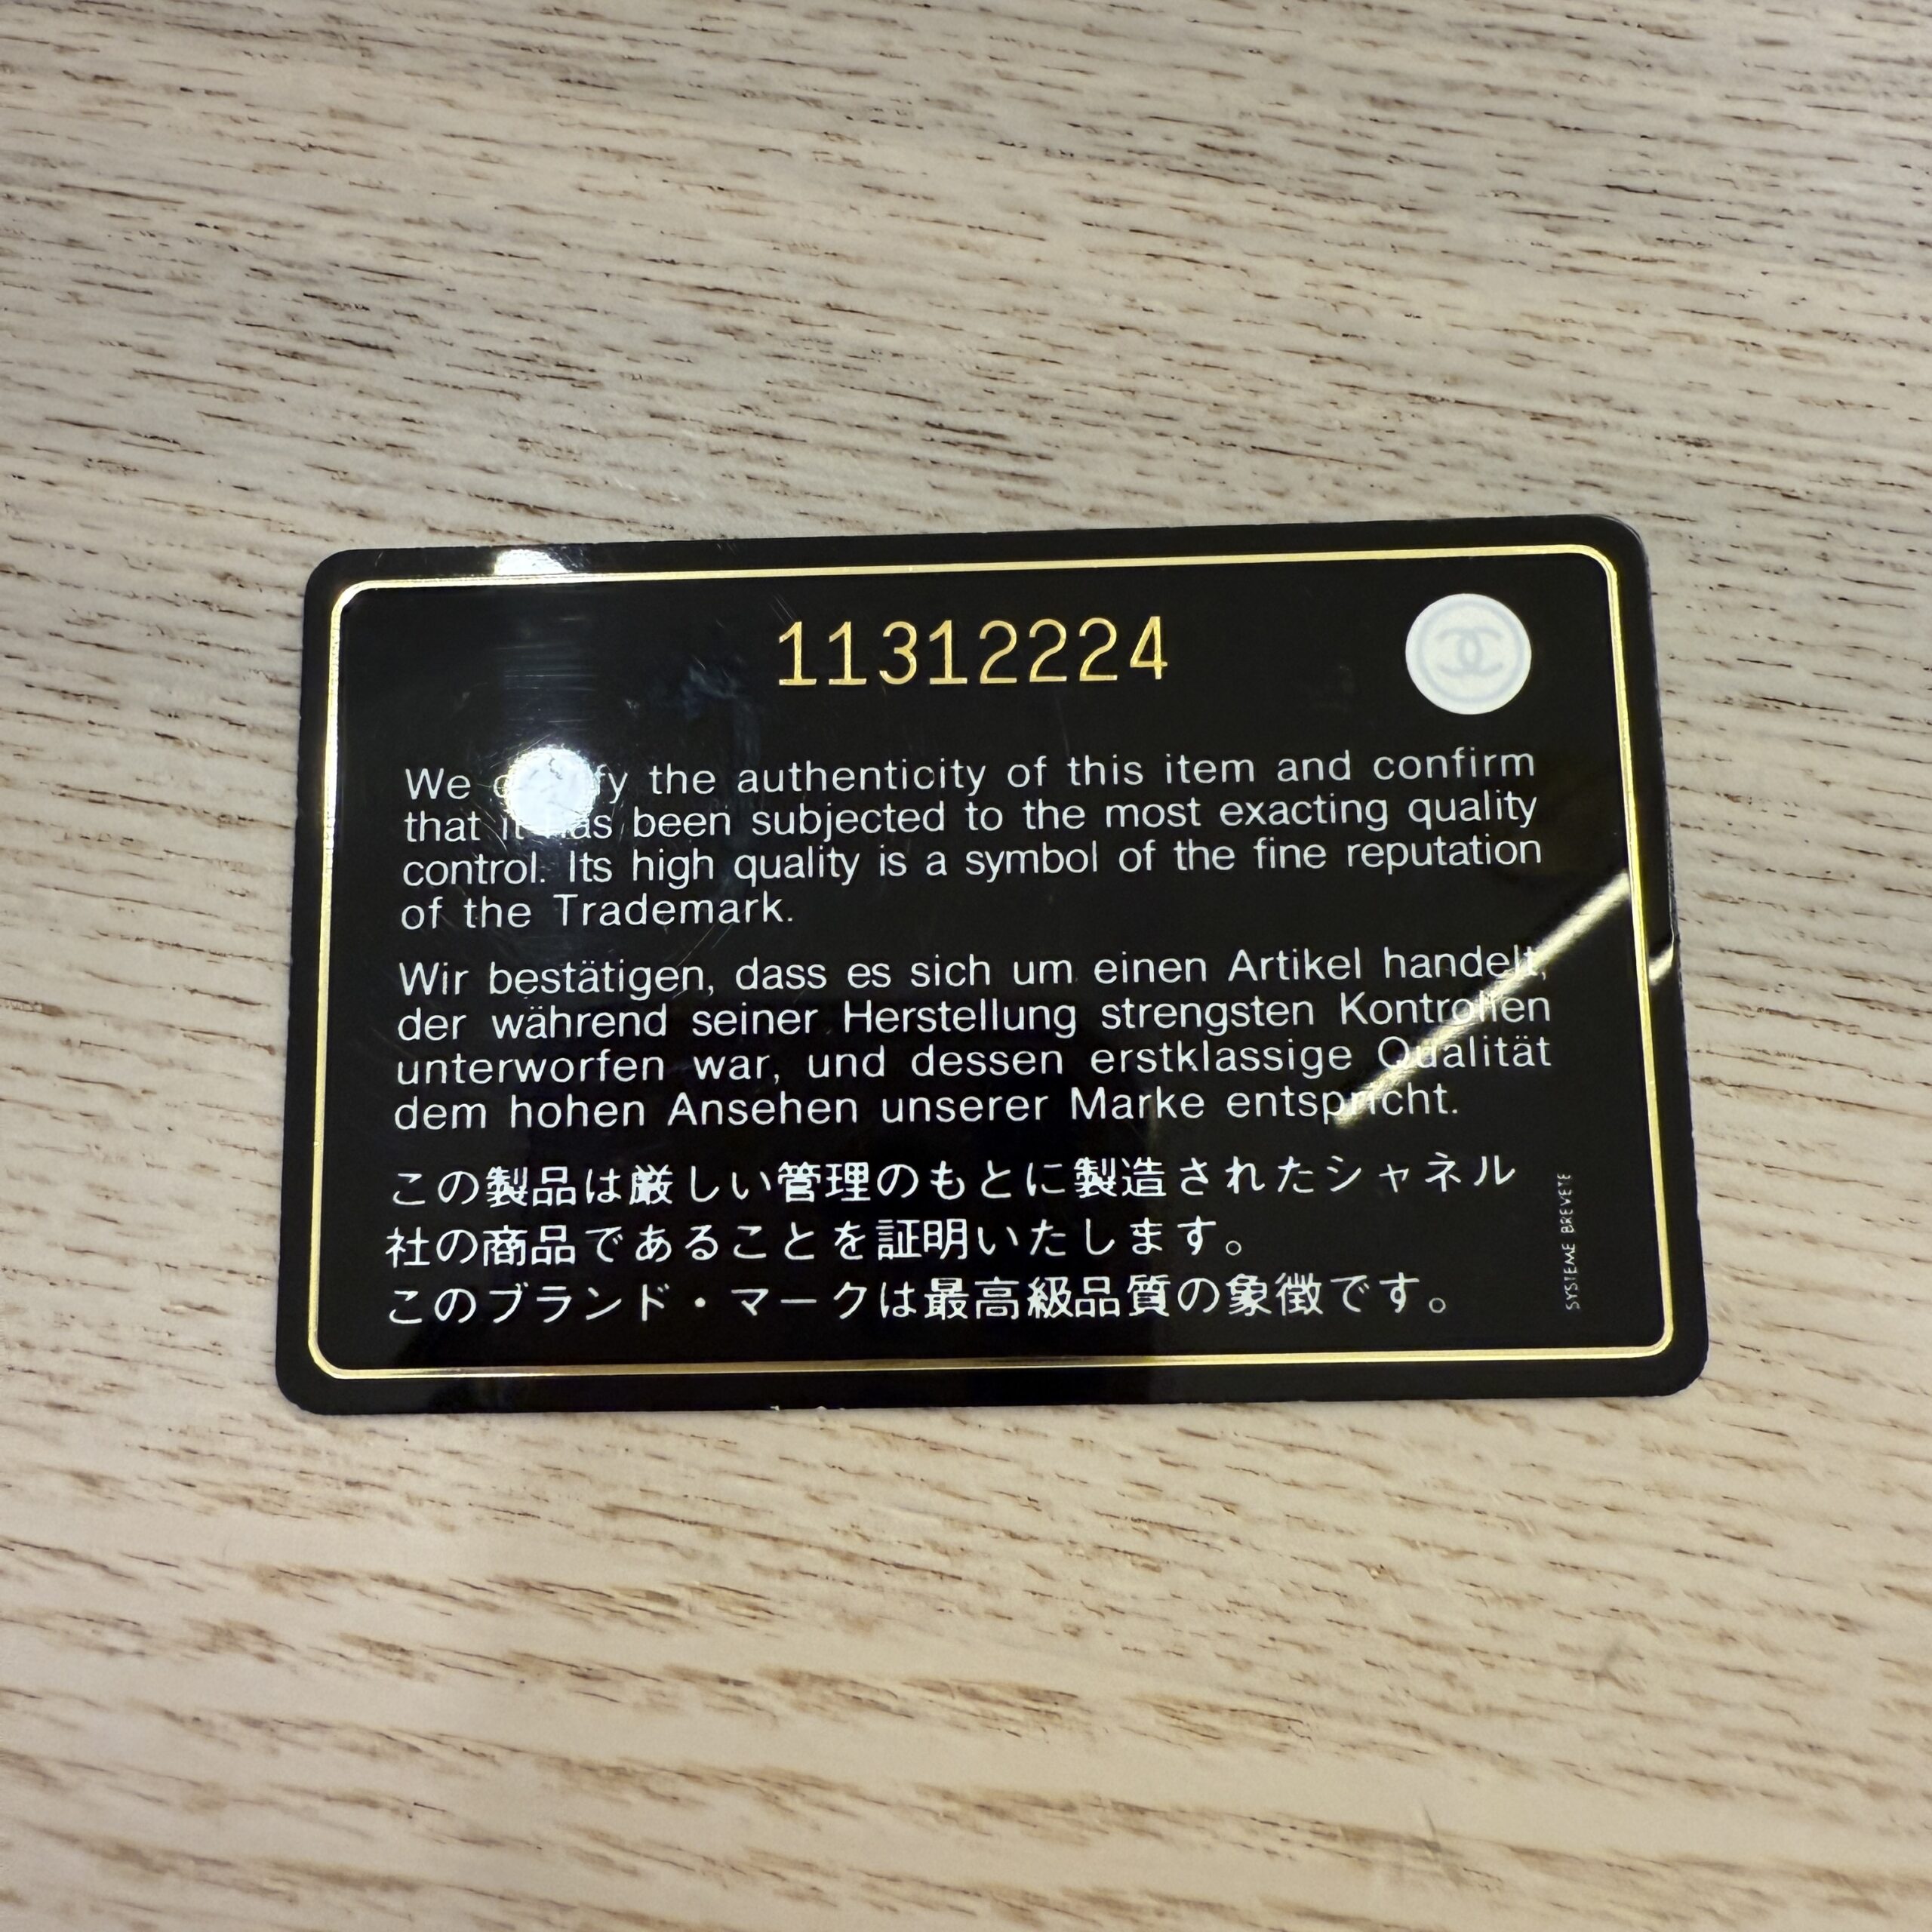 11312224
We the authenticity of this item and confirm
that it has been subjected to the most exacting quality
control. Its high quality is a symbol of the fine reputation
of the Trademark.
Wir bestätigen, dass es sich um einen Artikel handelt,
der während seiner Herstellung strengsten Kontrollen
unterworfen war, und dessen erstklassige Qualität
dem hohen Ansehen unserer Marke entspricht.
この製品は厳しい管理のもとに製造されたシャネル
社の商品であることを証明いたします。
このブランド・マークは最高級品質の象徴です。
SYSTEME BREVETE